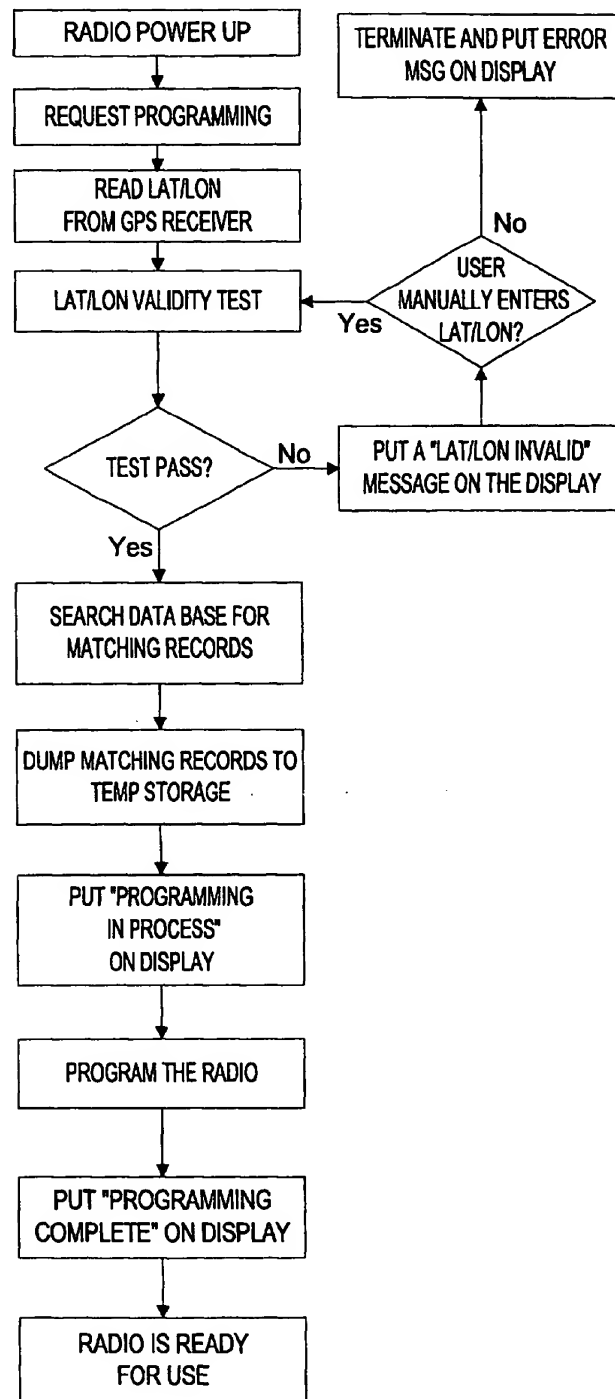 RADIO POWER UP
REQUEST PROGRAMMING
READ LAT/LON
FROM GPS RECEIVER
LAT/LON VALIDITY TEST
TEST PASS?
No
Yes
PUT A "LAT/LON INVALID"
MESSAGE ON THE DISPLAY
USER
MANUALLY ENTERS
LAT/LON?
Yes
No
TERMINATE AND PUT ERROR
MSG ON DISPLAY
SEARCH DATA BASE FOR
MATCHING RECORDS
DUMP MATCHING RECORDS TO
TEMP STORAGE
PUT "PROGRAMMING
IN PROCESS"
ON DISPLAY
PROGRAM THE RADIO
PUT "PROGRAMMING
COMPLETE" ON DISPLAY
RADIO IS READY
FOR USE